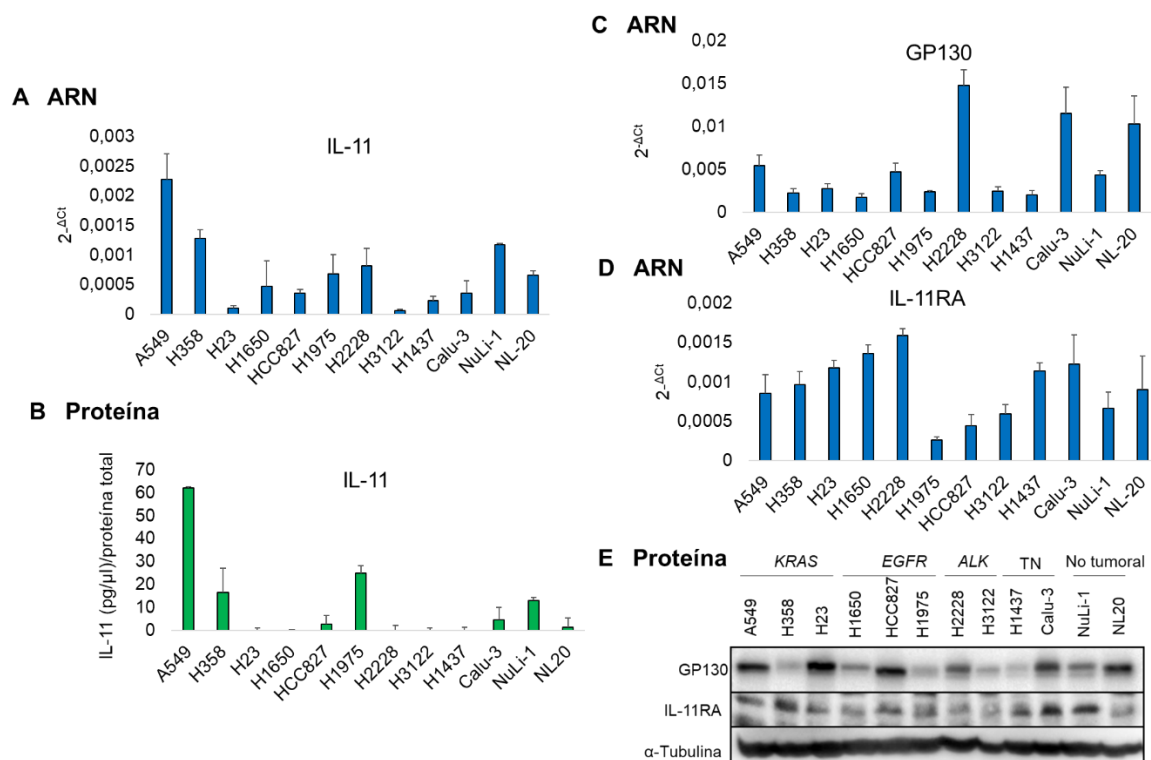 A ARN
IL-11
2-ΔCt
0,003
0,0025
0,002
0,0015
0,001
0,0005
0
A549
H358
H23
H1650
HCC827
H1975
H2228
H3122
H1437
Calu-3
NuLi-1
NL-20
B Proteína
IL-11
IL-11 (pg/µl)/proteína total
70
60
50
40
30
20
10
0
A549
H358
H23
H1650
HCC827
H1975
H2228
H3122
H1437
Calu-3
NuLi-1
NL20
C ARN
GP130
2-ΔCt
0,02
0,015
0,01
0,005
0
A549
H358
H23
H1650
HCC827
H1975
H2228
H3122
H1437
Calu-3
NuLi-1
NL-20
D ARN
IL-11RA
2-ΔCt
0,002
0,0015
0,001
0,0005
0
A549
H358
H23
H1650
H2228
H1975
HCC827
H3122
H1437
Calu-3
NuLi-1
NL-20
E Proteína
KRAS EGFR ALK TN No tumoral
A549 H358 H23 H1650 HCC827 H1975 H2228 H3122 H1437 Calu-3 NuLi-1 NL20
GP130
IL-11RA
α-Tubulina